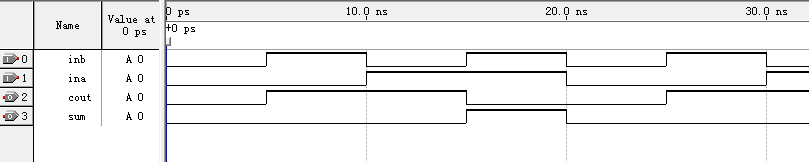 Name Value at 0 ps 0 ps 10.0 ns 20.0 ns 30.0 ns
+0 ps
0 inb A 0
1 ina A 0
2 cout A 0
3 sum A 0